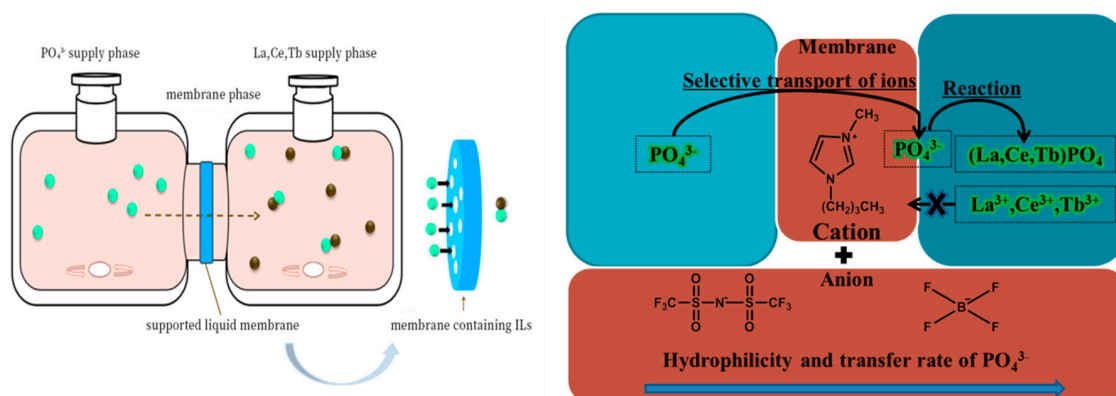 PO₄³⁻ supply phase
La,Ce,Tb supply phase
membrane phase
supported liquid membrane
membrane containing ILs
Membrane
Selective transport of ions
Reaction
PO₄³⁻
PO₄³⁻
(La,Ce,Tb)PO₄
La³⁺,Ce³⁺,Tb³⁺
X
CH₃
N⁺
N
(CH₂)₃CH₃
Cation
+
Anion
O O
F₃C S N⁻ S CF₃
O O
F F
B⁻
F F
Hydrophilicity and transfer rate of PO₄³⁻